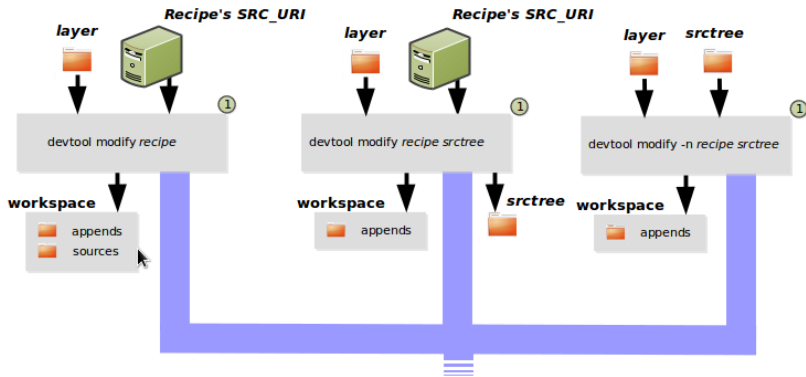 Recipe's SRC_URI
layer
1
devtool modify recipe
workspace
appends
sources
Recipe's SRC_URI
layer
1
devtool modify recipe srctree
workspace
appends
srctree
layer
srctree
1
devtool modify -n recipe srctree
workspace
appends